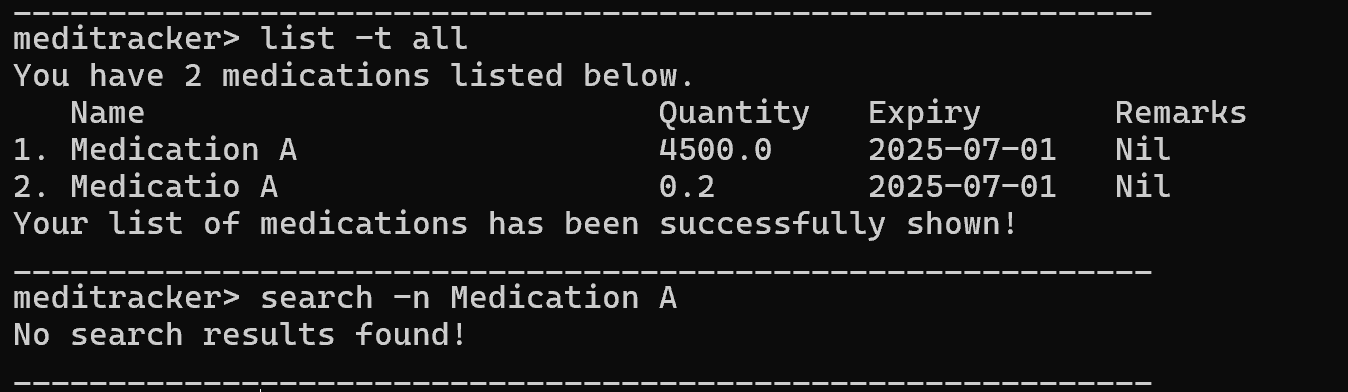 meditracker> list -t all
You have 2 medications listed below.
   Name                           Quantity   Expiry       Remarks
1. Medication A                   4500.0     2025-07-01   Nil
2. Medicatio A                    0.2        2025-07-01   Nil
Your list of medications has been successfully shown!
meditracker> search -n Medication A
No search results found!